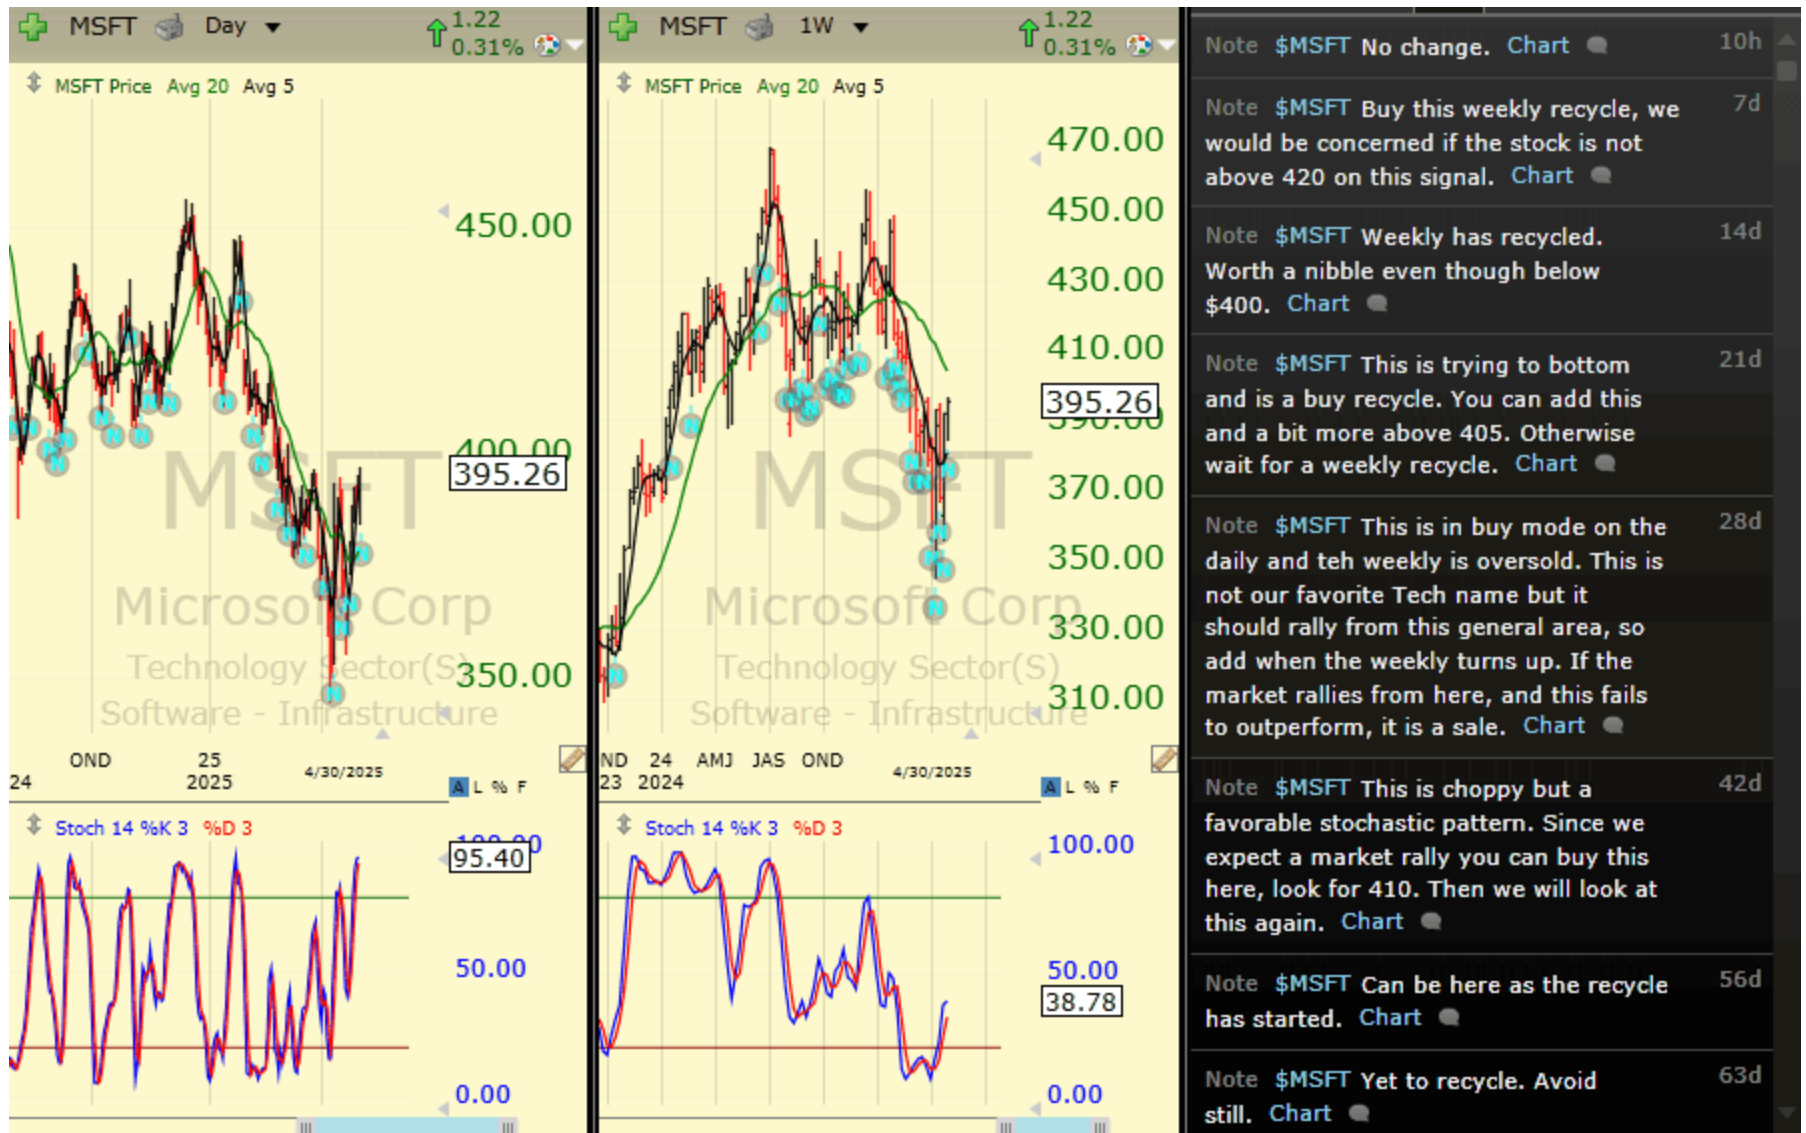 MSFT Day 1.22
0.31%
MSFT Price Avg 20 Avg 5
450.00
400.00
395.26
350.00
MSFT
Microsoft Corp
Technology Sector(S)
Software - Infrastructure
OND 25
24 2025 4/30/2025
A L % F
Stoch 14 %K 3 %D 3
100.00
95.40
50.00
0.00
MSFT 1W 1.22
0.31%
MSFT Price Avg 20 Avg 5
470.00
450.00
430.00
410.00
395.26
390.00
370.00
350.00
330.00
310.00
MSFT
Microsoft Corp
Technology Sector(S)
Software - Infrastructure
ND 24 AMJ JAS OND
23 2024 4/30/2025
A L % F
Stoch 14 %K 3 %D 3
100.00
50.00
38.78
0.00
Note $MSFT No change. Chart 10h
Note $MSFT Buy this weekly recycle, we 7d
would be concerned if the stock is not
above 420 on this signal. Chart
Note $MSFT Weekly has recycled. 14d
Worth a nibble even though below
$400. Chart
Note $MSFT This is trying to bottom 21d
and is a buy recycle. You can add this
and a bit more above 405. Otherwise
wait for a weekly recycle. Chart
Note $MSFT This is in buy mode on the 28d
daily and teh weekly is oversold. This is
not our favorite Tech name but it
should rally from this general area, so
add when the weekly turns up. If the
market rallies from here, and this fails
to outperform, it is a sale. Chart
Note $MSFT This is choppy but a 42d
favorable stochastic pattern. Since we
expect a market rally you can buy this
here, look for 410. Then we will look at
this again. Chart
Note $MSFT Can be here as the recycle 56d
has started. Chart
Note $MSFT Yet to recycle. Avoid 63d
still. Chart